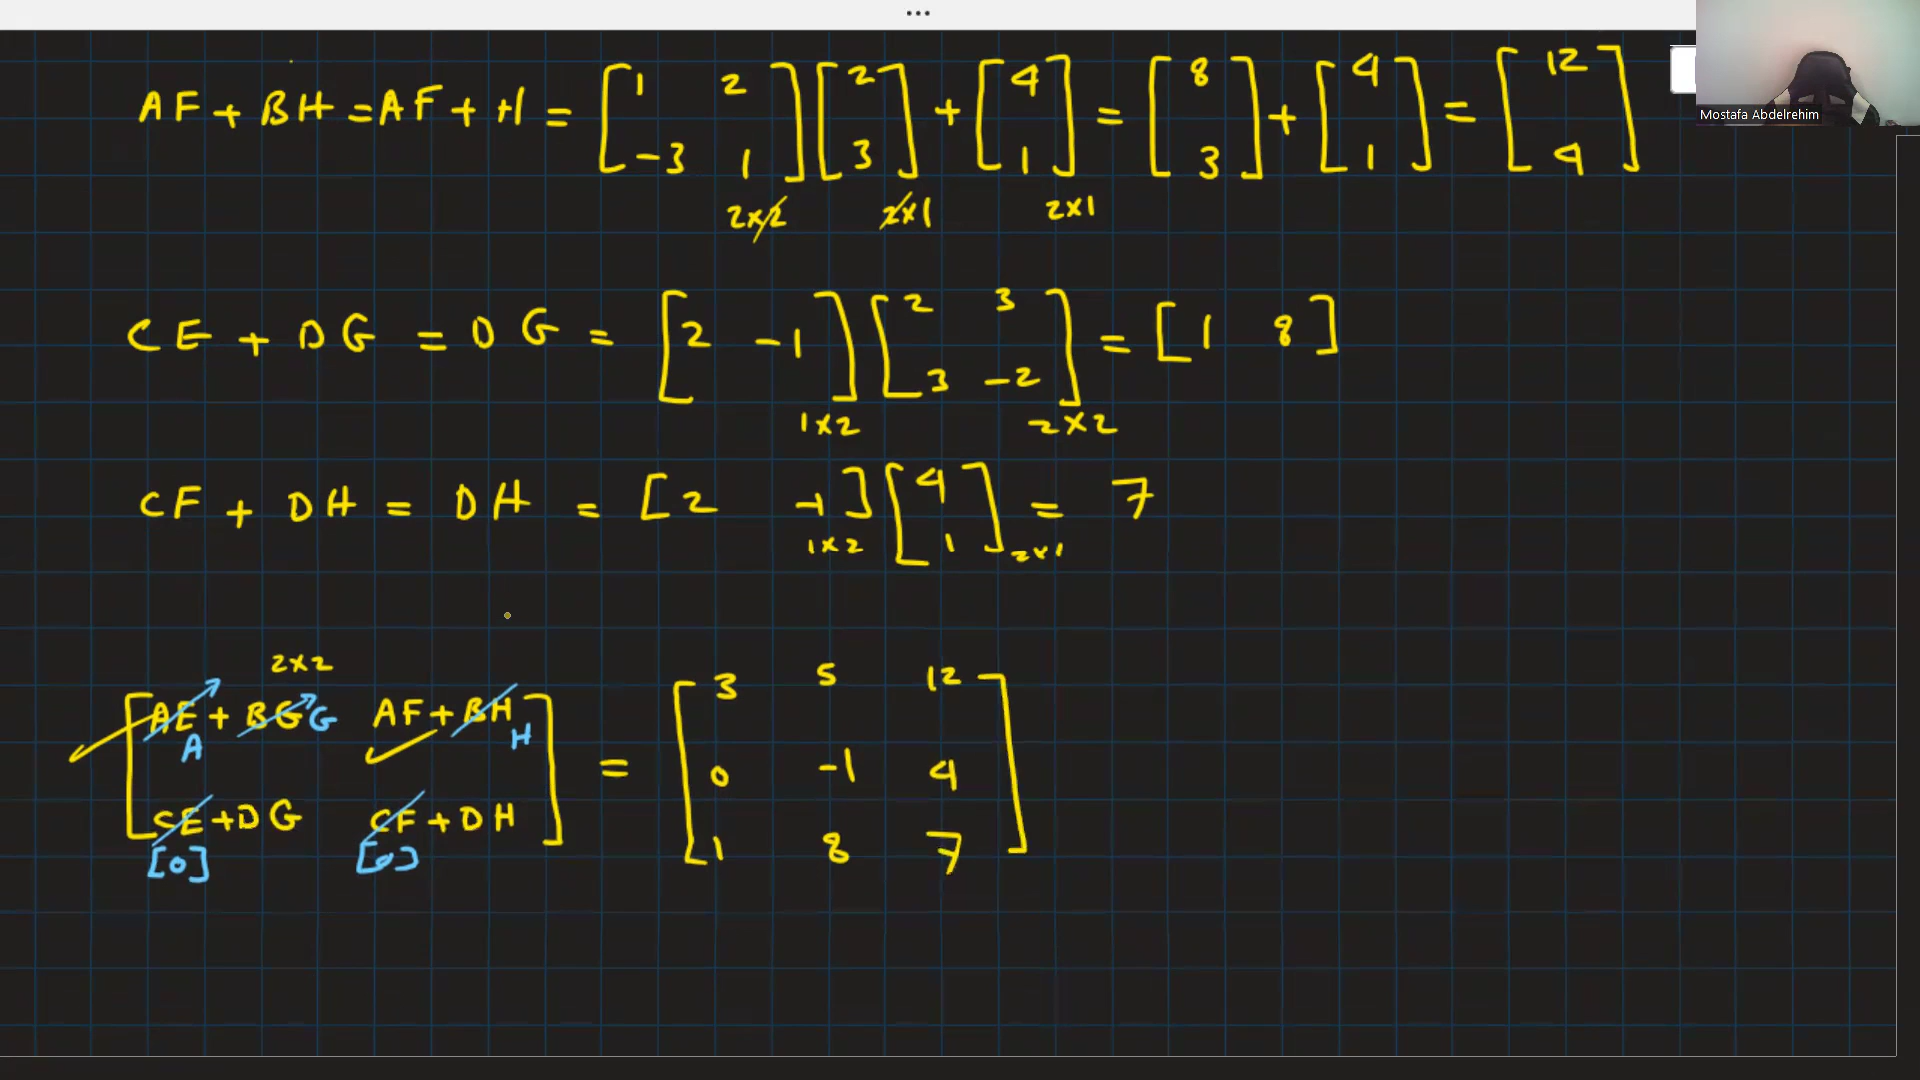 ...
Mostafa Abdelrehim
AF + BH = AF + H = [1 2 -3 1] [2 3] + [4 1] = [8 3] + [4 1] = [12 4]
2x2 2x1 2x1
CE + DG = DG = [2 -1] [2 3 3 -2] = [1 8]
1x2 2x2
CF + DH = DH = [2 -1] [4 1] = 7
1x2 2x1
2x2
[AE + BG G AF + BH
A H
CE + DG CF + DH]
[0] [0]
= [3 5 12
0 -1 4
1 8 7]